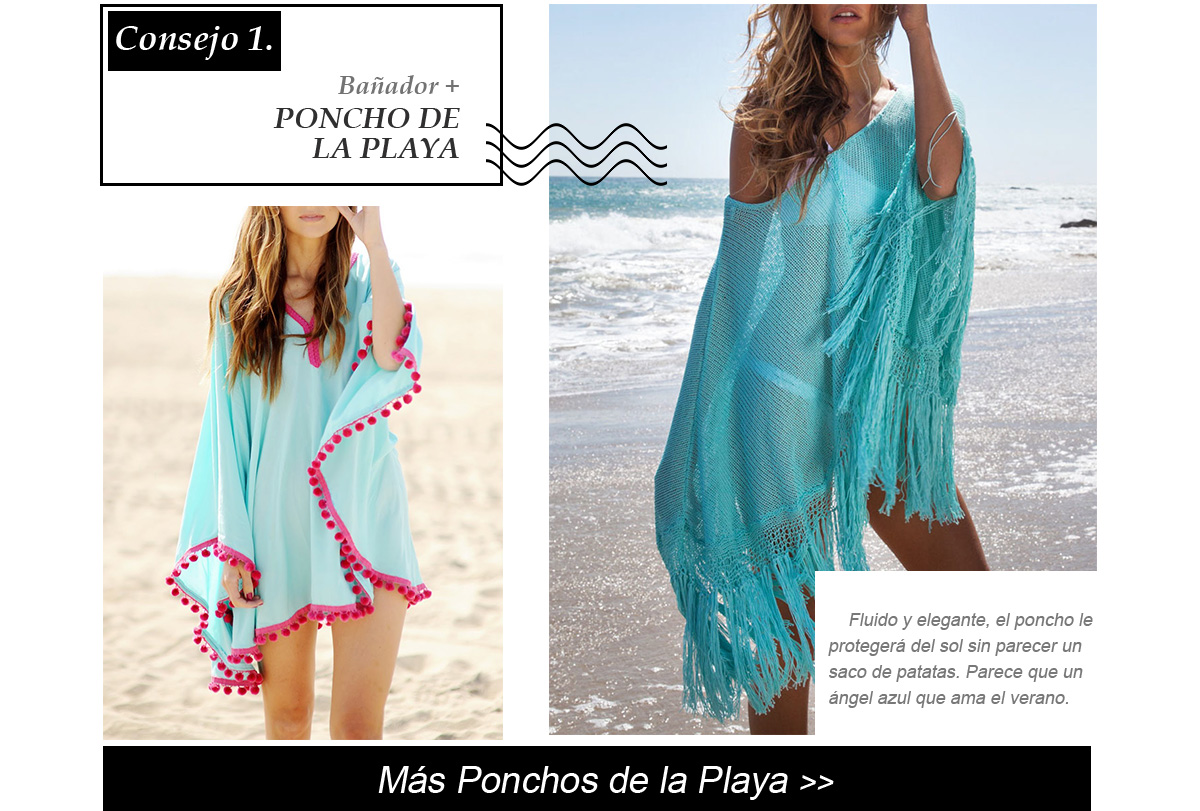 Consejo 1.
Bañador +
PONCHO DE
LA PLAYA
Fluido y elegante, el poncho le
protegerá del sol sin parecer un
saco de patatas. Parece que un
ángel azul que ama el verano.
Más Ponchos de la Playa >>